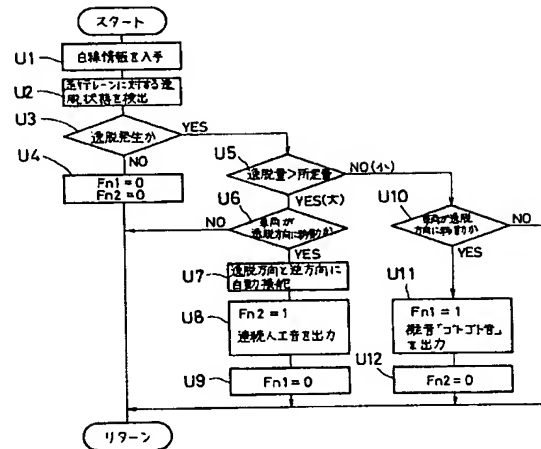 スタート
U1
白線情報を入手
U2
走行レーンに対する逸
脱状態を検出
U3
逸脱発生か
YES
NO
U4
Fn1=0
Fn2=0
U5
逸脱量>所定量
NO(小)
YES(大)
U6
車両が
逸脱方向に移動か
NO
YES
U7
逸脱方向と逆方向に
自動操舵
U8
Fn2=1
連続人工音を出力
U9
Fn1=0
U10
車両が逸脱
方向に移動か
NO
YES
U11
Fn1=1
擬音「ゴトゴト音」
を出力
U12
Fn2=0
リターン